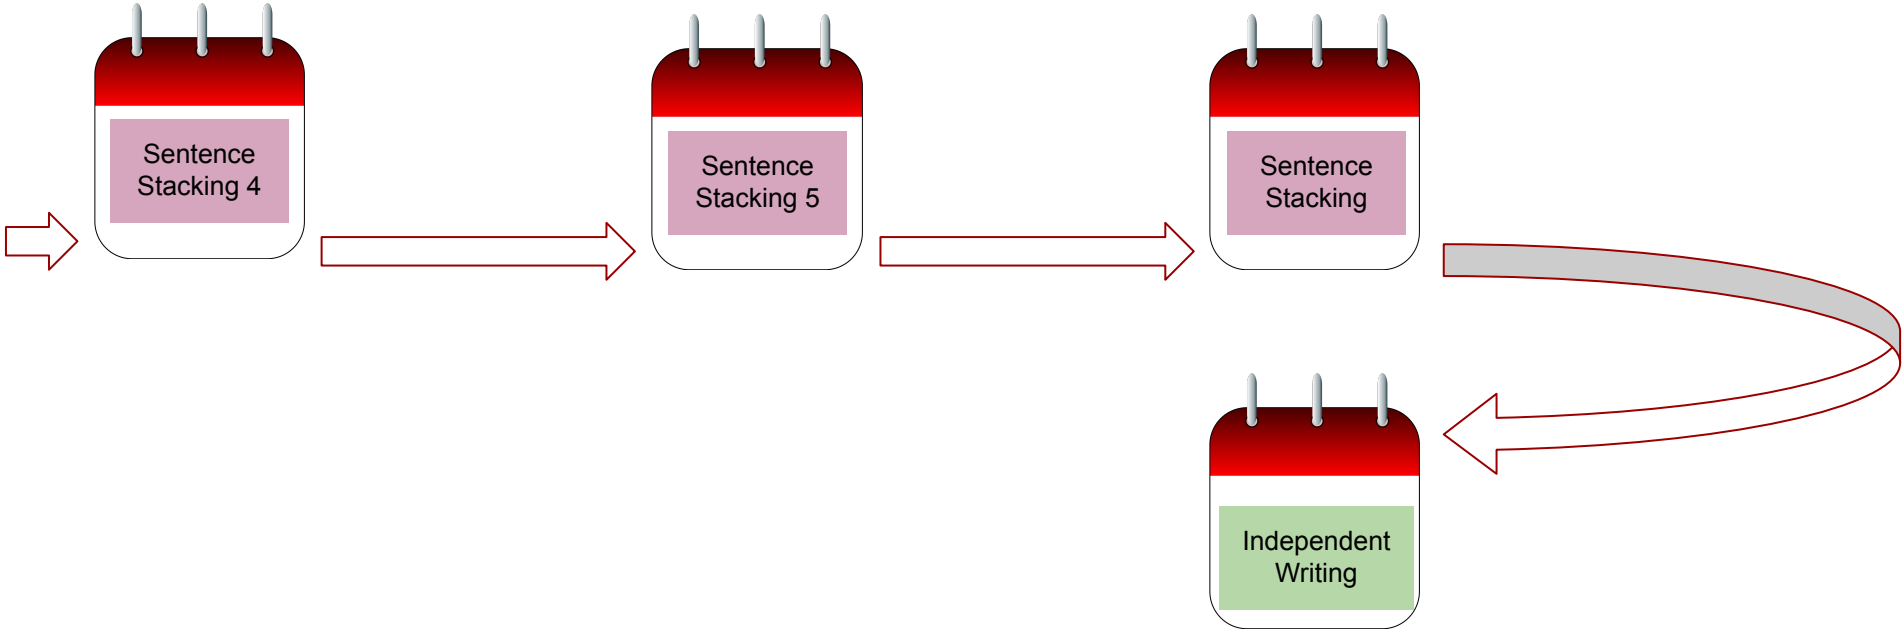 Sentence
Stacking 4
Sentence
Stacking 5
Sentence
Stacking
Independent
Writing